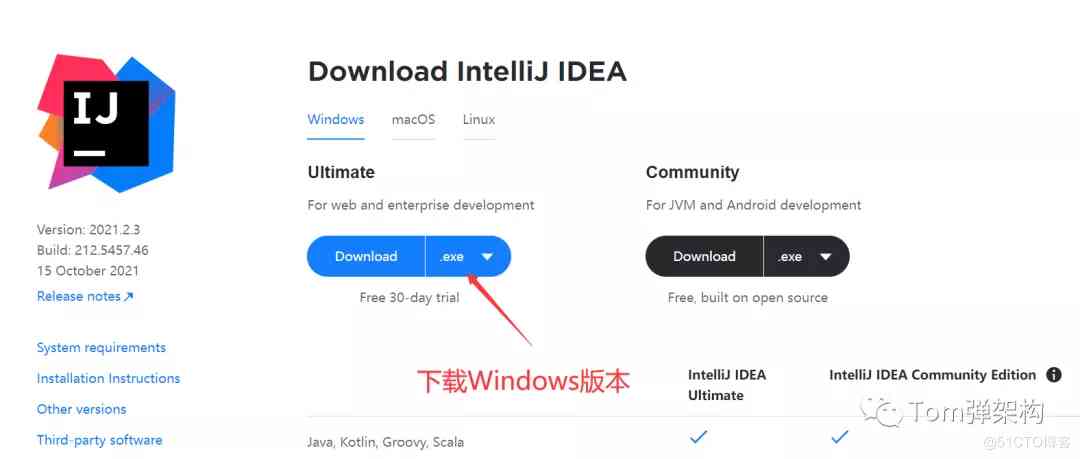 IJ
Download IntelliJ IDEA
Windows
macOS
Linux
Ultimate
For web and enterprise development
Download
.exe
Free 30-day trial
Community
For JVM and Android development
Download
.exe
Free, built on open source
Version: 2021.2.3
Build: 212.5457.46
15 October 2021
Release notes↗
System requirements
Installation Instructions
Other versions
Third-party software
下载Windows版本
IntelliJ IDEA
Ultimate
IntelliJ IDEA Community Edition
Java, Kotlin, Groovy, Scala
Tom弹架构
@51CTO博客